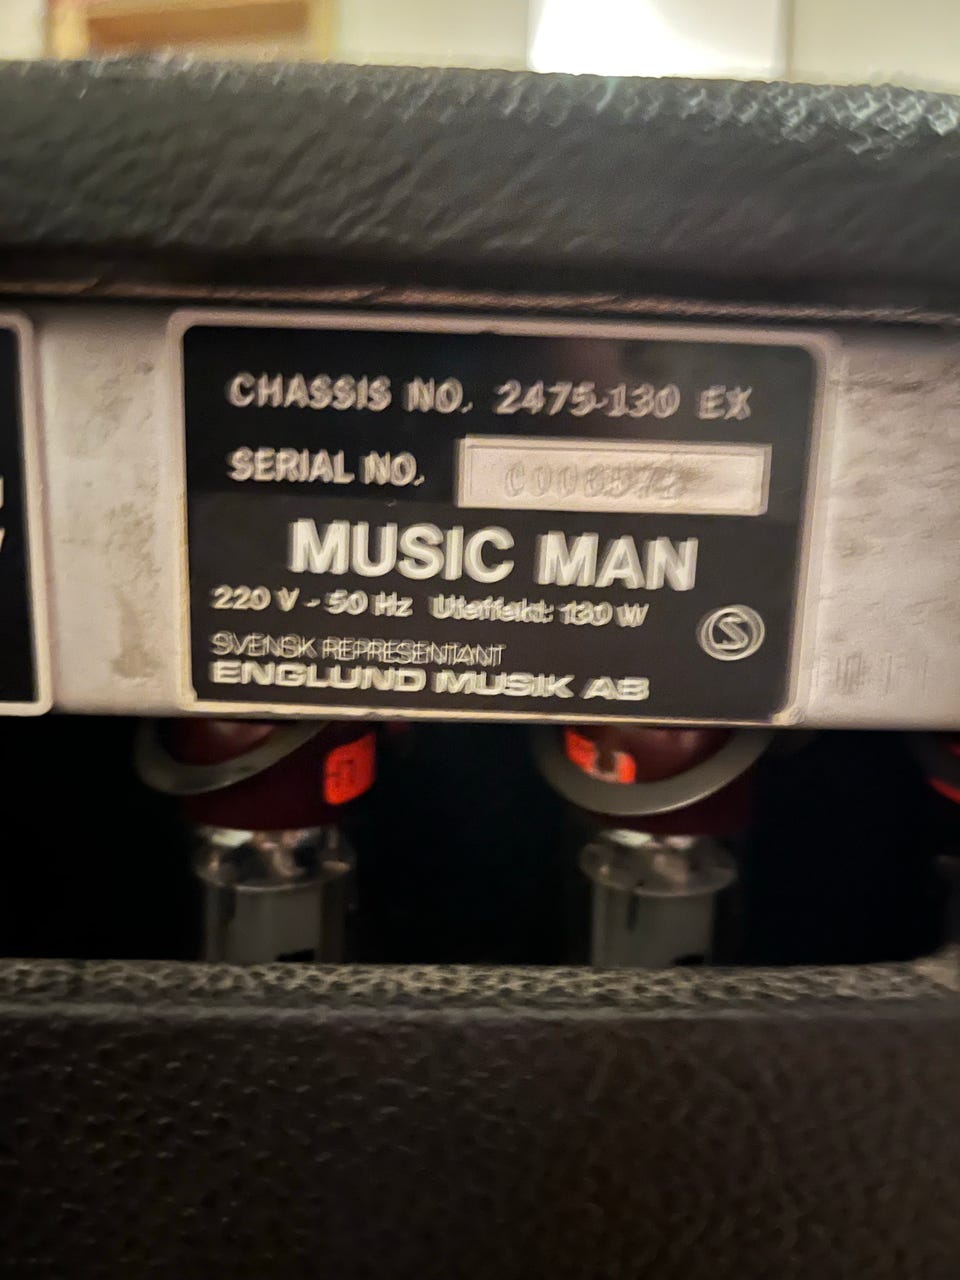 CHASSIS NO. 2475-130 EX
SERIAL NO.
MUSIC MAN
220 V - 50 Hz Uteffekt: 130 W
S
SVENSK REPRESENTANT
ENGLUND MUSIK AB